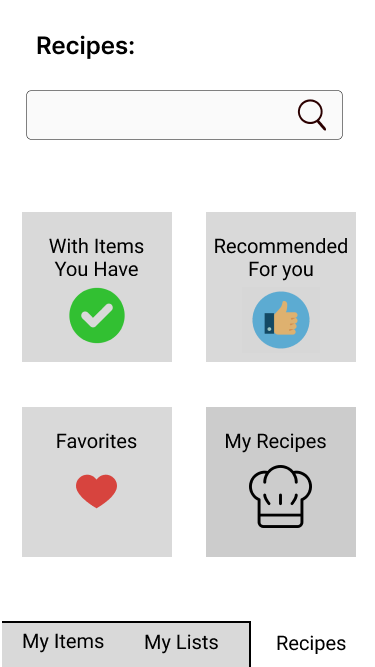 Recipes:
With Items
You Have
Recommended
For you
Favorites
My Recipes
My Items
My Lists
Recipes